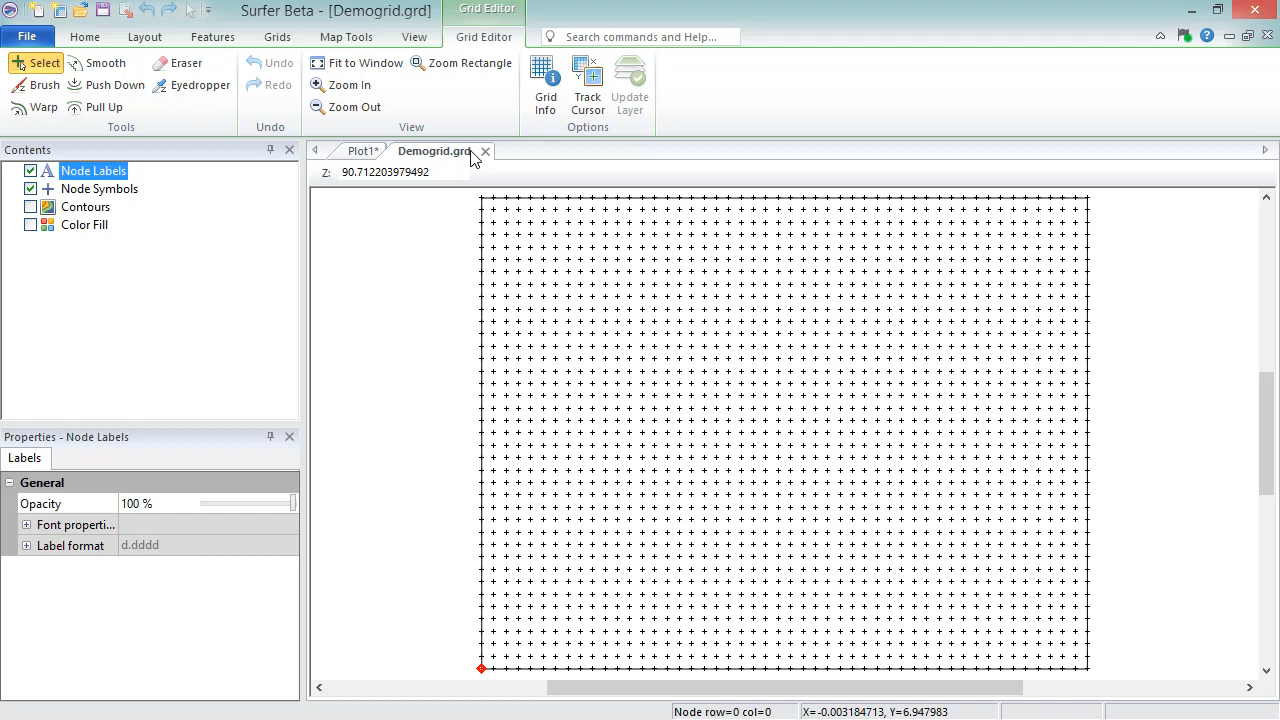 Surfer Beta - [Demogrid.grd]
Grid Editor
File Home Layout Features Grids Map Tools View Grid Editor Search commands and Help...
Select Smooth Eraser
Brush Push Down Eyedropper
Warp Pull Up
Tools
Undo
Redo
Undo
Fit to Window Zoom Rectangle
Zoom In
Zoom Out
View
Grid Info
Track Cursor
Update Layer
Options
Contents
Node Labels
Node Symbols
Contours
Color Fill
Properties - Node Labels
Labels
General
Opacity 100 %
Font properti...
Label format d.dddd
Plot1* Demogrid.grd
Z: 90.712203979492
Node row=0 col=0 X=-0.003184713, Y=6.947983